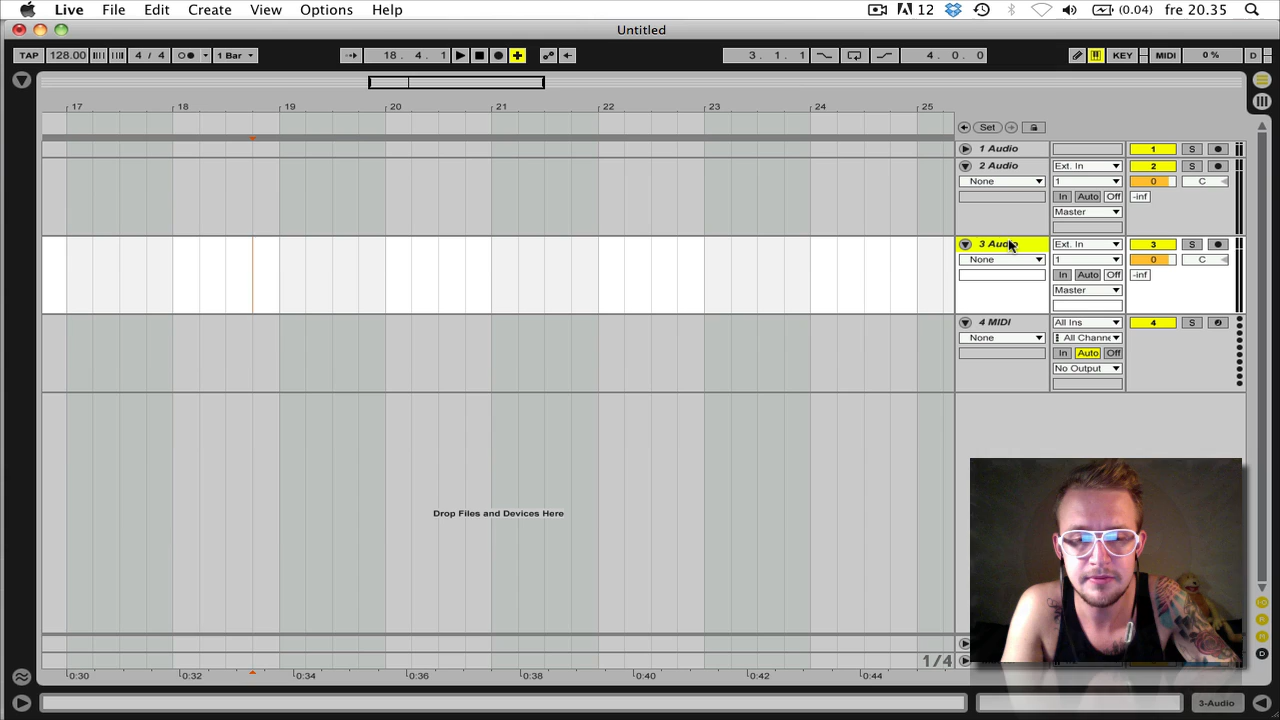 Live File Edit Create View Options Help 12 (0.04) fre 20.35
Untitled
TAP 128.00 4 / 4 1 Bar 18. 4. 1 3. 1. 1 4. 0. 0 KEY MIDI 0 % D
17 18 19 20 21 22 23 24 25
Set
1 Audio 1 S
2 Audio Ext. In 2 S
None 1 0 C
In Auto Off -inf
Master
3 Audio Ext. In 3 S
None 1 0 C
In Auto Off -inf
Master
4 MIDI All Ins 4 S
None All Channe
In Auto Off
No Output
Drop Files and Devices Here
1/4
0:30 0:32 0:34 0:36 0:38 0:40 0:42 0:44
3-Audio